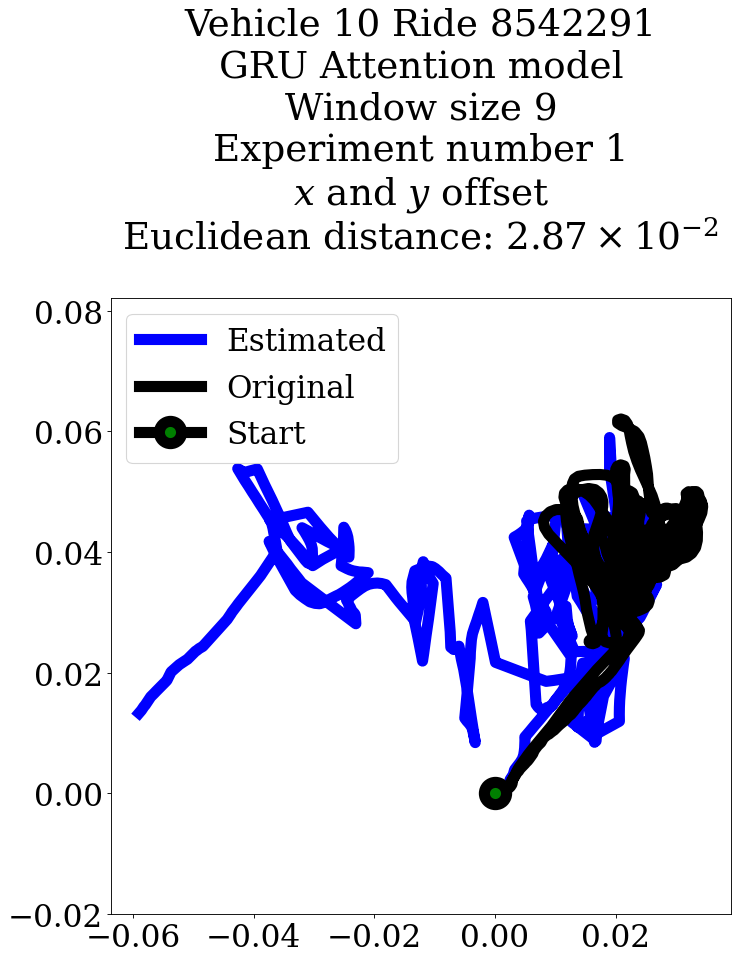 Vehicle 10 Ride 8542291
GRU Attention model
Window size 9
Experiment number 1
x and y offset
Euclidean distance: 2.87 × 10⁻²
0.08
Estimated
Original
0.06
Start
0.04
0.02
0.00
−0.02
−0.06 −0.04 −0.02 0.00 0.02